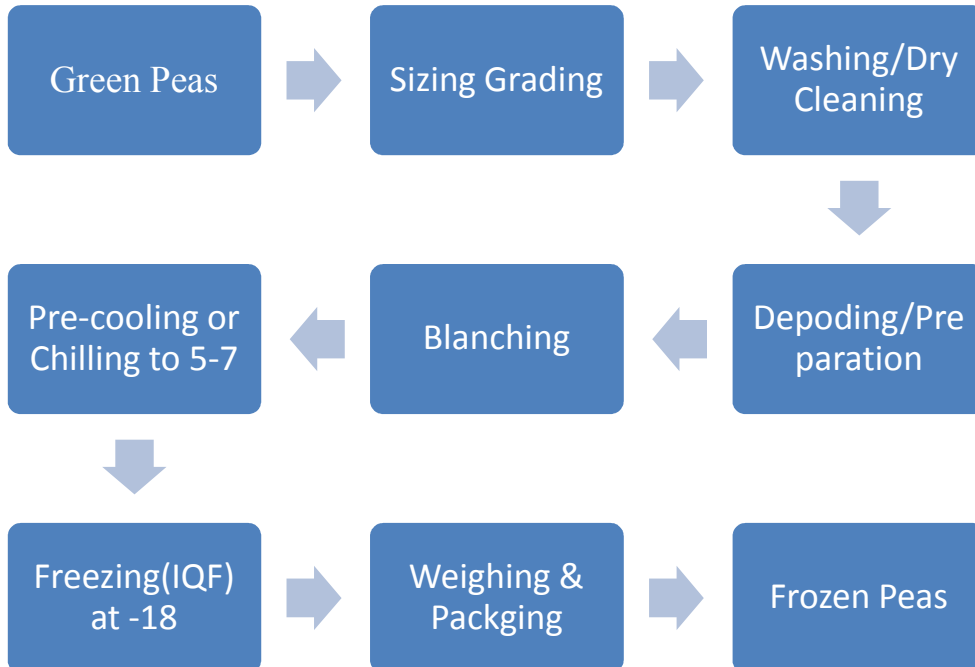 Green Peas
Sizing Grading
Washing/Dry
Cleaning
Depoding/Pre
paration
Blanching
Pre-cooling or
Chilling to 5-7
Freezing(IQF)
at -18
Weighing &
Packging
Frozen Peas